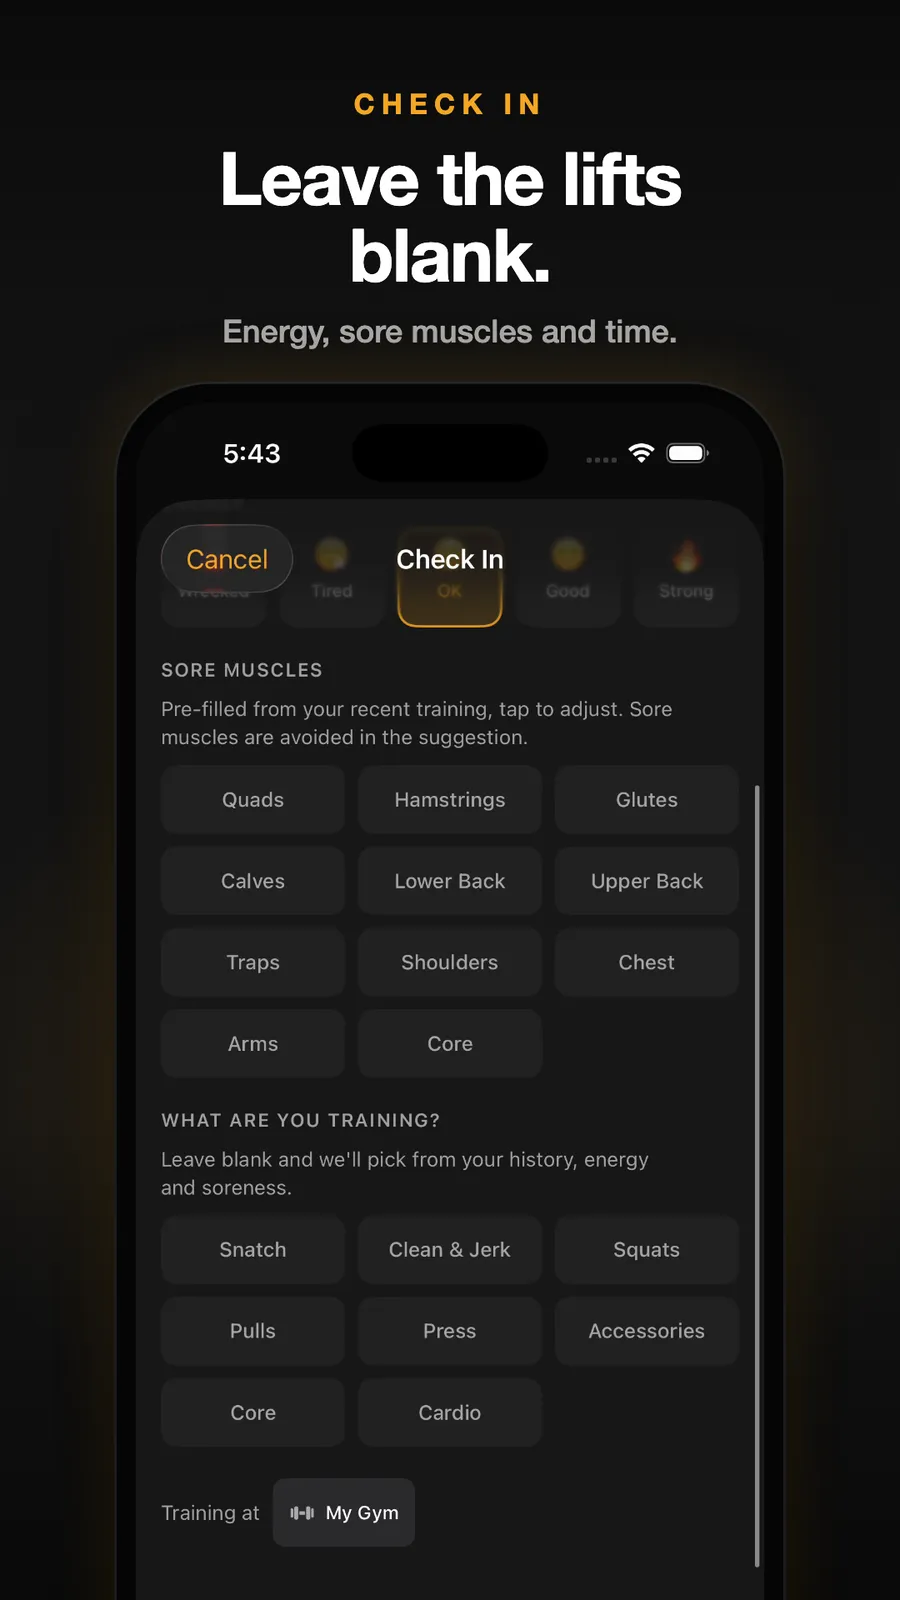 CHECK IN
Leave the lifts
blank.
Energy, sore muscles and time.
5:43
Cancel
Check In
Wrecked
Tired
OK
Good
Strong
SORE MUSCLES
Pre-filled from your recent training, tap to adjust. Sore
muscles are avoided in the suggestion.
Quads
Hamstrings
Glutes
Calves
Lower Back
Upper Back
Traps
Shoulders
Chest
Arms
Core
WHAT ARE YOU TRAINING?
Leave blank and we'll pick from your history, energy
and soreness.
Snatch
Clean & Jerk
Squats
Pulls
Press
Accessories
Core
Cardio
Training at
My Gym